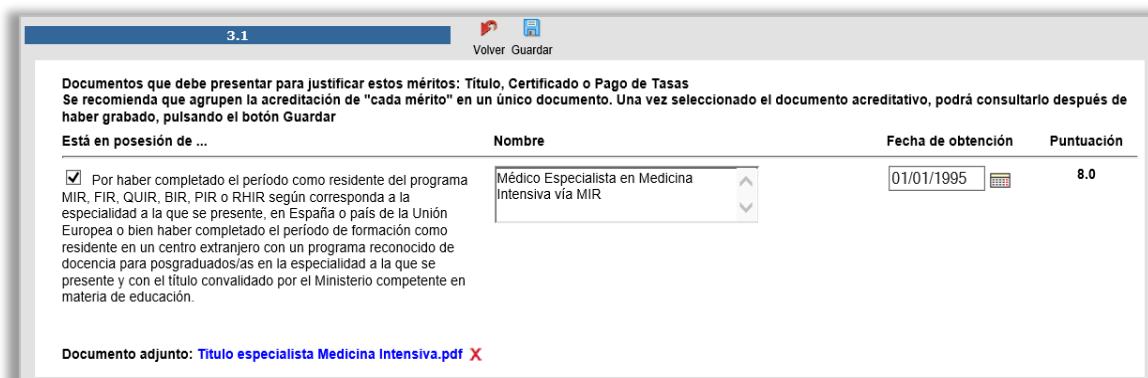 3.1
Volver Guardar
Documentos que debe presentar para justificar estos méritos: Título, Certificado o Pago de Tasas
Se recomienda que agrupen la acreditación de "cada mérito" en un único documento. Una vez seleccionado el documento acreditativo, podrá consultarlo después de
haber grabado, pulsando el botón Guardar
Está en posesión de ... Nombre Fecha de obtención Puntuación
Por haber completado el período como residente del programa
MIR, FIR, QUIR, BIR, PIR o RHIR según corresponda a la
especialidad a la que se presente, en España o país de la Unión
Europea o bien haber completado el período de formación como
residente en un centro extranjero con un programa reconocido de
docencia para posgraduados/as en la especialidad a la que se
presente y con el título convalidado por el Ministerio competente en
materia de educación.
Médico Especialista en Medicina
Intensiva vía MIR
01/01/1995
8.0
Documento adjunto: Titulo especialista Medicina Intensiva.pdf X